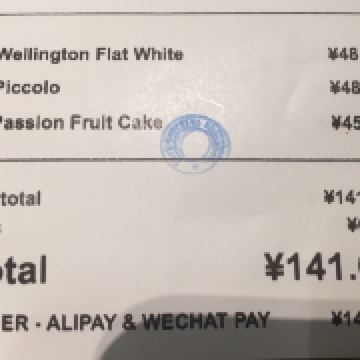 Wellington Flat White ¥48
Piccolo ¥48
Passion Fruit Cake ¥45
total ¥141
¥
otal ¥141.
ER - ALIPAY & WECHAT PAY ¥14